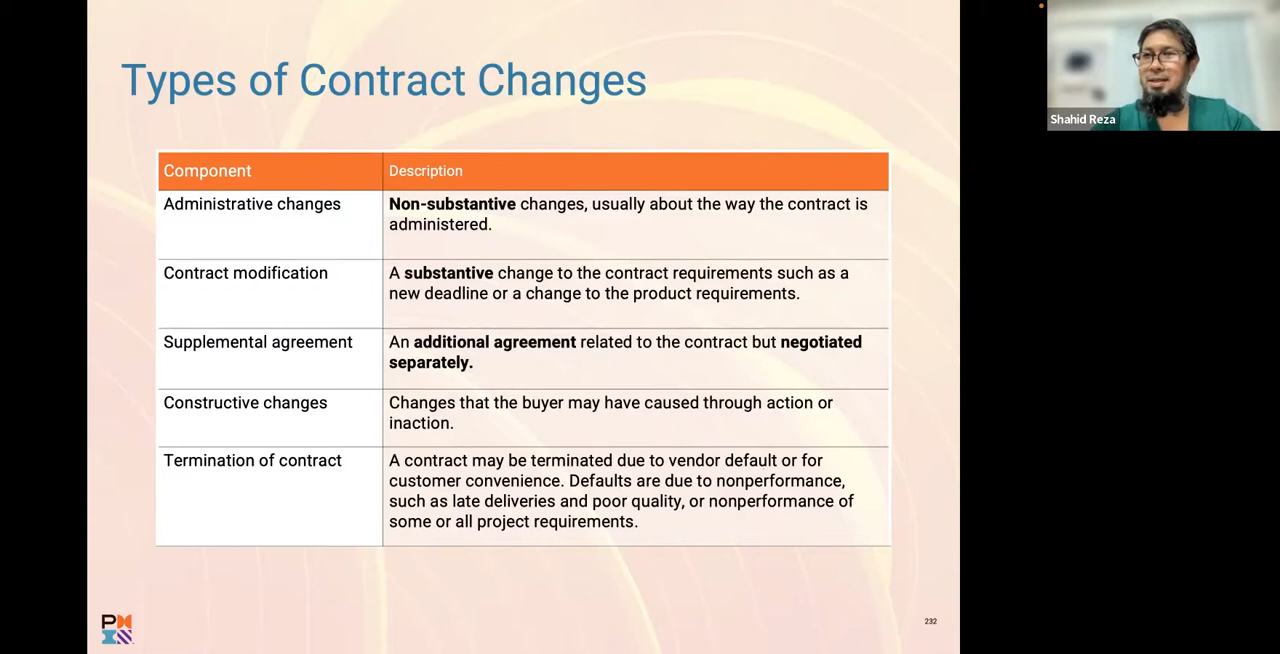 Types of Contract Changes
Shahid Reza
Component
Description
Administrative changes
Non-substantive changes, usually about the way the contract is
administered.
Contract modification
A substantive change to the contract requirements such as a
new deadline or a change to the product requirements.
Supplemental agreement
An additional agreement related to the contract but negotiated
separately.
Constructive changes
Changes that the buyer may have caused through action or
inaction.
Termination of contract
A contract may be terminated due to vendor default or for
customer convenience. Defaults are due to nonperformance,
such as late deliveries and poor quality, or nonperformance of
some or all project requirements.
232